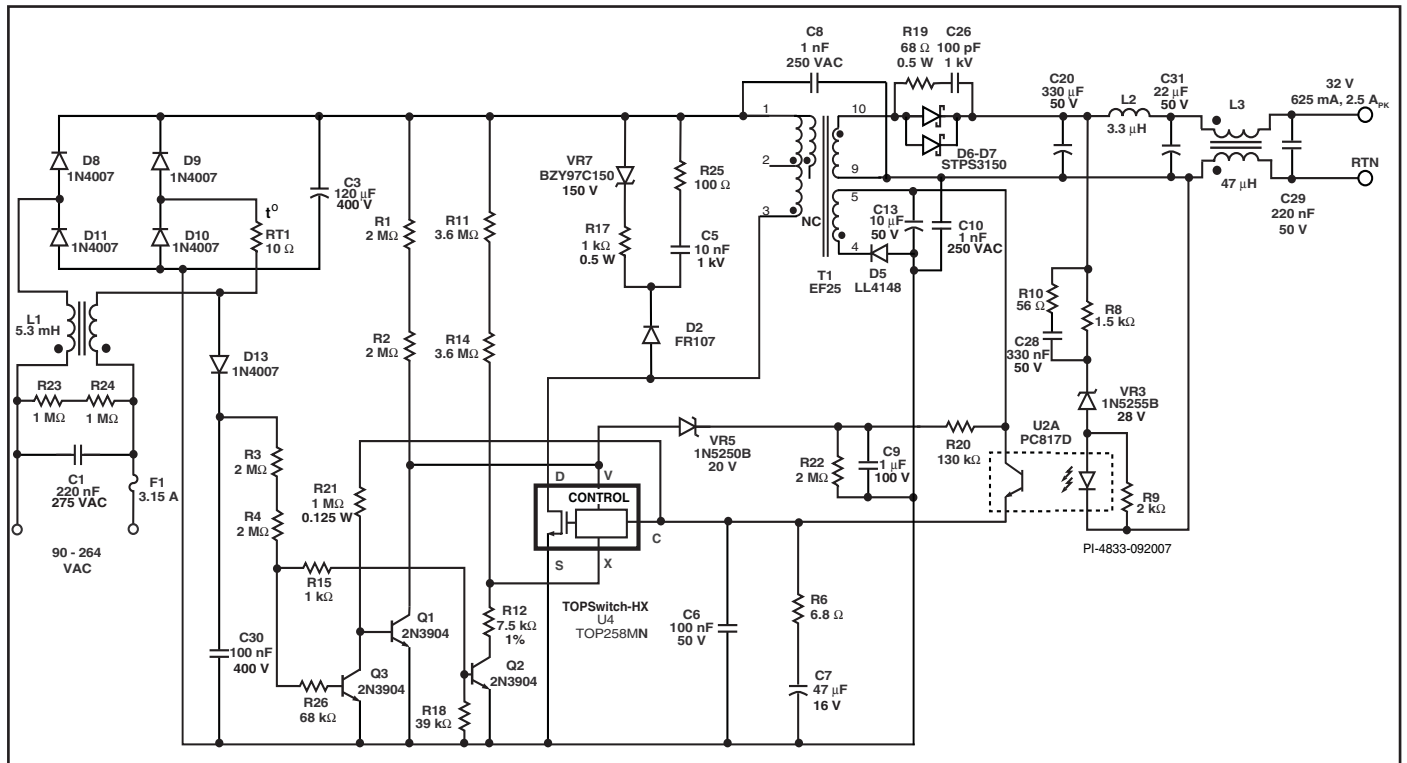 C8
1 nF
250 VAC
R19
68 Ω
0.5 W
C26
100 pF
1 kV
C20
330 μF
50 V
C31
22 μF
50 V
L2
3.3 μH
L3
47 μH
32 V
625 mA, 2.5 A_PK
RTN
C29
220 nF
50 V
1
2
3
10
9
5
4
NC
T1
EF25
D6-D7
STPS3150
D8
1N4007
D9
1N4007
D11
1N4007
D10
1N4007
C3
120 μF
400 V
t°
RT1
10 Ω
R1
2 MΩ
R11
3.6 MΩ
VR7
BZY97C150
150 V
R25
100 Ω
R17
1 kΩ
0.5 W
C5
10 nF
1 kV
C13
10 μF
50 V
C10
1 nF
250 VAC
D5
LL4148
L1
5.3 mH
D13
1N4007
R2
2 MΩ
R14
3.6 MΩ
D2
FR107
R10
56 Ω
R8
1.5 kΩ
C28
330 nF
50 V
VR3
1N5255B
28 V
R23
1 MΩ
R24
1 MΩ
C1
220 nF
275 VAC
F1
3.15 A
90 - 264
VAC
R3
2 MΩ
R4
2 MΩ
R21
1 MΩ
0.125 W
VR5
1N5250B
20 V
R22
2 MΩ
C9
1 μF
100 V
R20
130 kΩ
U2A
PC817D
R9
2 kΩ
PI-4833-092007
D
V
CONTROL
C
S
X
TOPSwitch-HX
U4
TOP258MN
R15
1 kΩ
R12
7.5 kΩ
1%
C6
100 nF
50 V
R6
6.8 Ω
C7
47 μF
16 V
C30
100 nF
400 V
Q1
2N3904
Q3
2N3904
Q2
2N3904
R26
68 kΩ
R18
39 kΩ